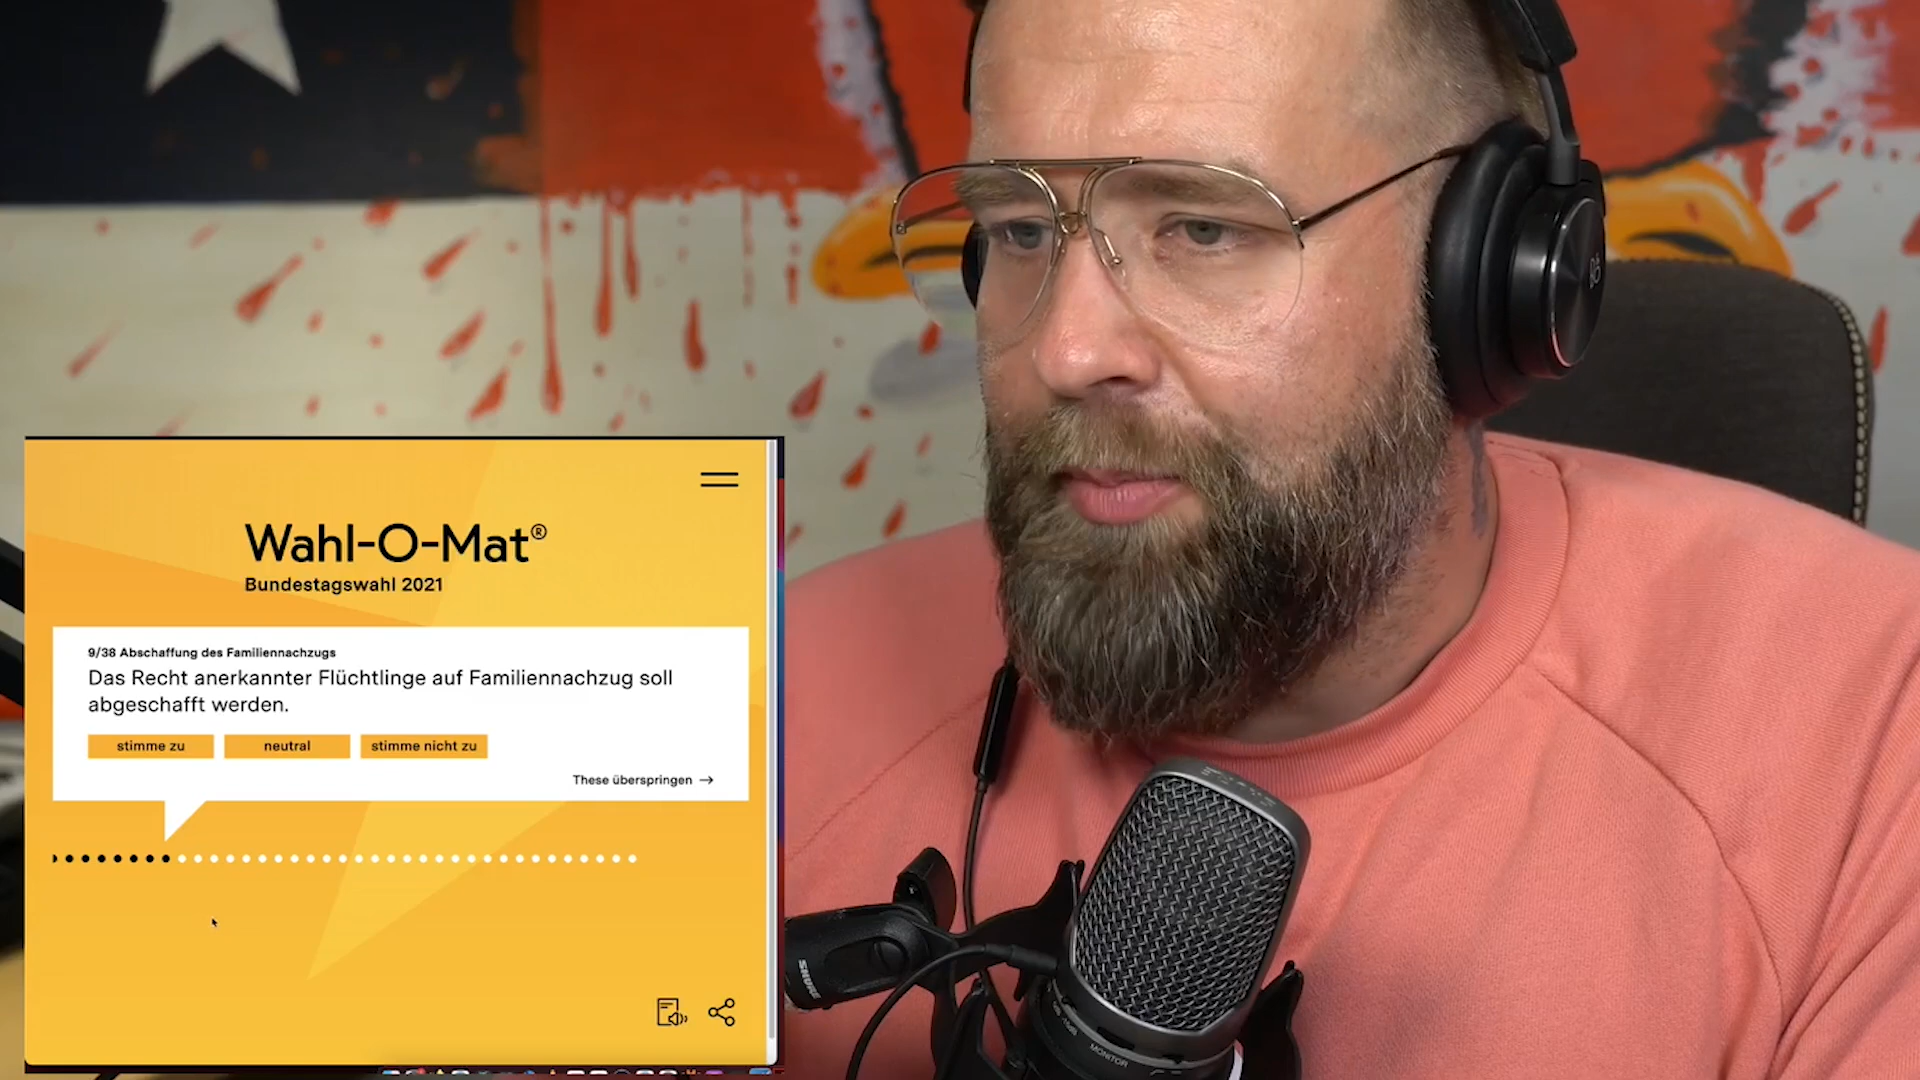 Wahl-O-Mat®
Bundestagswahl 2021
9/38 Abschaffung des Familiennachzugs
Das Recht anerkannter Flüchtlinge auf Familiennachzug soll
abgeschafft werden.
stimme zu
neutral
stimme nicht zu
These überspringen →
SHURE
MONITOR